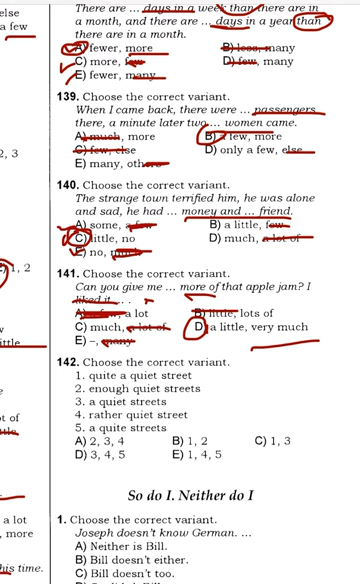 else
a few
2, 3
1, 2
w
ittle
e
ot of
tle
a lot
, more
his time.
There are ... days in a week than there are in
a month, and there are ... days in a year than
there are in a month.
A) fewer, more B) less, many
C) more, few D) few, many
E) fewer, many
139. Choose the correct variant.
When I came back, there were ... passengers
there, a minute later two ... women came.
A) much, more B) a few, more
C) few, else D) only a few, else
E) many, others
140. Choose the correct variant.
The strange town terrified him, he was alone
and sad, he had ... money and ... friend.
A) some, a few B) a little, few
C) little, no D) much, a lot of
E) no,
141. Choose the correct variant.
Can you give me ... more of that apple jam? I
liked it ... .
a lot B) little, lots of
C) much, a lot of D) a little, very much
E) –, many
142. Choose the correct variant.
1. quite a quiet street
2. enough quiet streets
3. a quiet streets
4. rather quiet street
5. a quite streets
A) 2, 3, 4 B) 1, 2 C) 1, 3
D) 3, 4, 5 E) 1, 4, 5
So do I. Neither do I
1. Choose the correct variant.
Joseph doesn't know German. ...
A) Neither is Bill.
B) Bill doesn't either.
C) Bill doesn't too.